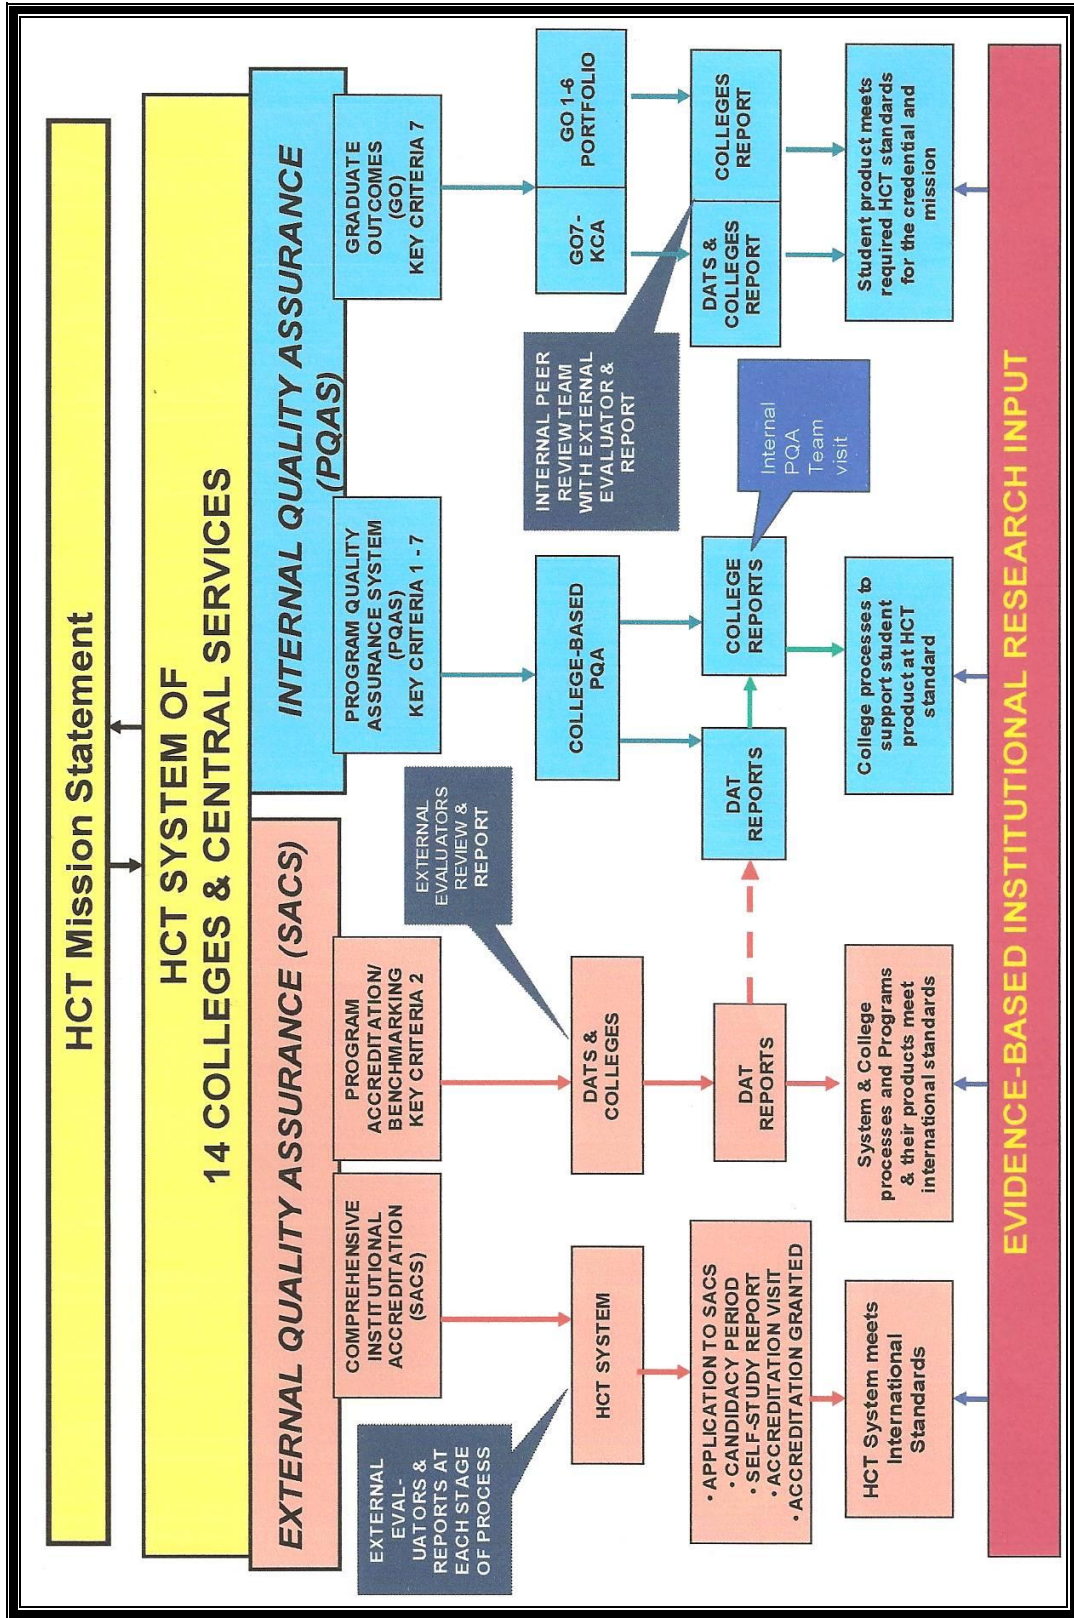 HCT Mission Statement
HCT SYSTEM OF
14 COLLEGES & CENTRAL SERVICES
EXTERNAL QUALITY ASSURANCE (SACS)
INTERNAL QUALITY ASSURANCE
(PQAS)
COMPREHENSIVE
INSTITUTIONAL
ACCREDITATION
(SACS)
PROGRAM
ACCREDITATION/
BENCHMARKING
KEY CRITERIA 2
PROGRAM QUALITY
ASSURANCE SYSTEM
(PQAS)
KEY CRITERIA 1 - 7
GRADUATE
OUTCOMES
(GO)
KEY CRITERIA 7
EXTERNAL
EVAL-
UATORS &
REPORTS AT
EACH STAGE
OF PROCESS
EXTERNAL
EVALUATORS
REVIEW &
REPORT
INTERNAL PEER
REVIEW TEAM
WITH EXTERNAL
EVALUATOR &
REPORT
HCT SYSTEM
DATS &
COLLEGES
COLLEGE-BASED
PQA
GO7-
KCA
GO 1-6
PORTFOLIO
• APPLICATION TO SACS
• CANDIDACY PERIOD
• SELF-STUDY REPORT
• ACCREDITATION VISIT
• ACCREDITATION GRANTED
DAT
REPORTS
DAT
REPORTS
COLLEGE
REPORTS
Internal
PQA
Team
visit
DATS &
COLLEGES
REPORT
COLLEGES
REPORT
HCT System meets
International
Standards
System & College
processes and Programs
& their products meet
international standards
College processes to
support student
product at HCT
standard
Student product meets
required HCT standards
for the credential and
mission
EVIDENCE-BASED INSTITUTIONAL RESEARCH INPUT